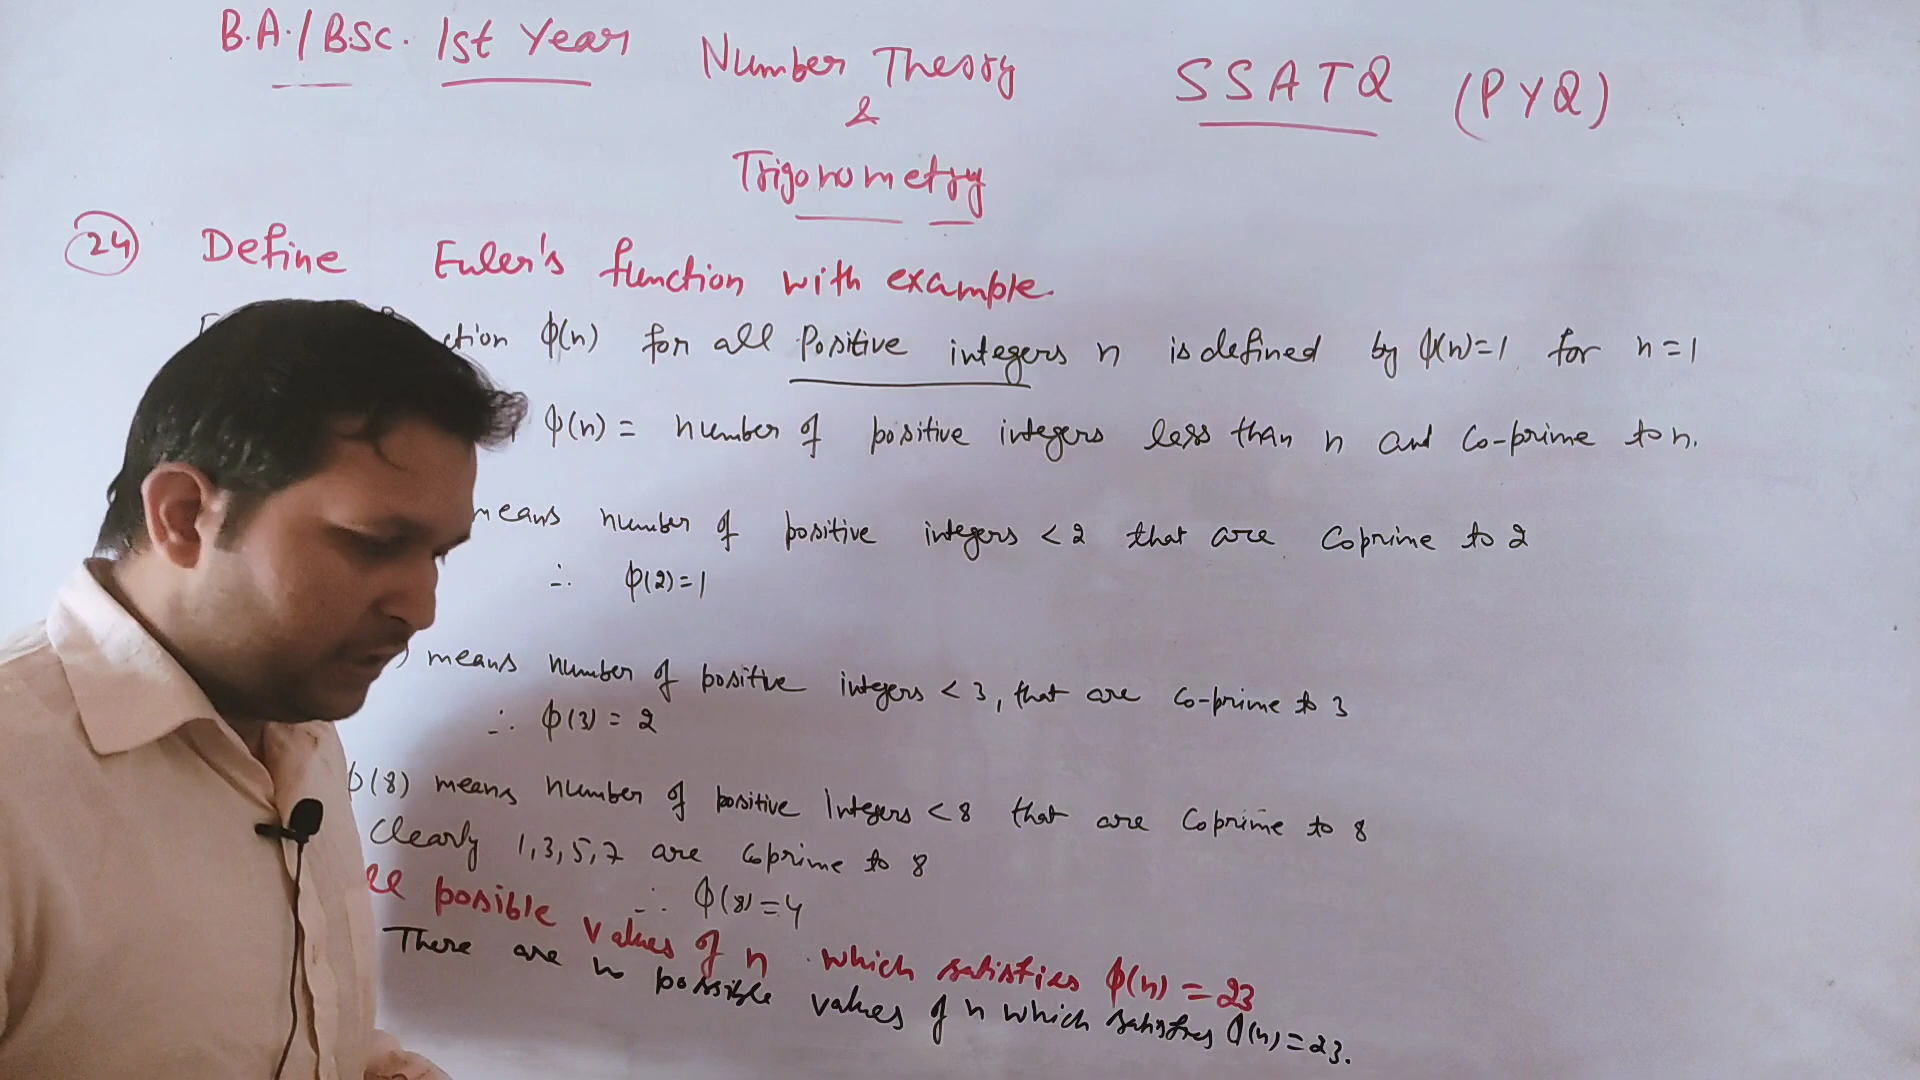 B.A./B.Sc. 1st Year Number Theory SSATQ (PYQ)
&
Trigonometry
24 Define Euler's function with example.
ction ϕ(n) for all Positive integers n is defined by ϕ(n)=1 for n=1
ϕ(n) = number of positive integers less than n and Co-prime to n.
means number of positive integers <2 that are Coprime to 2
∴ ϕ(2)=1
) means number of positive integers <3, that are Co-prime to 3
∴ ϕ(3) = 2
ϕ(8) means number of positive Integers <8 that are Coprime to 8
Clearly 1,3,5,7 are Coprime to 8
∴ ϕ(8)=4
possible values of n which satisfies ϕ(n) = 23
There are no possible values of n which satisfies ϕ(n)=23.